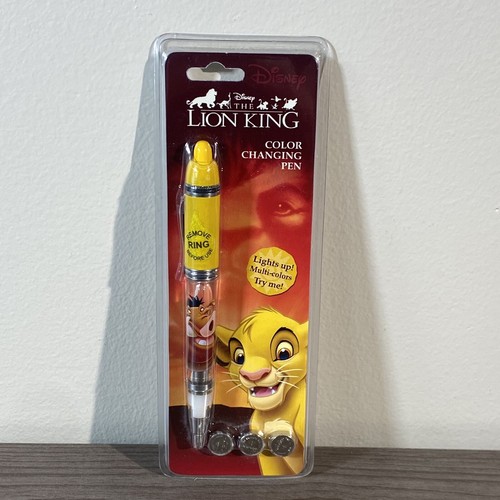 Disney
Disney
THE
LION KING
COLOR
CHANGING
PEN
REMOVE
RING
BEFORE USE
Lights up!
Multi-colors
Try me!